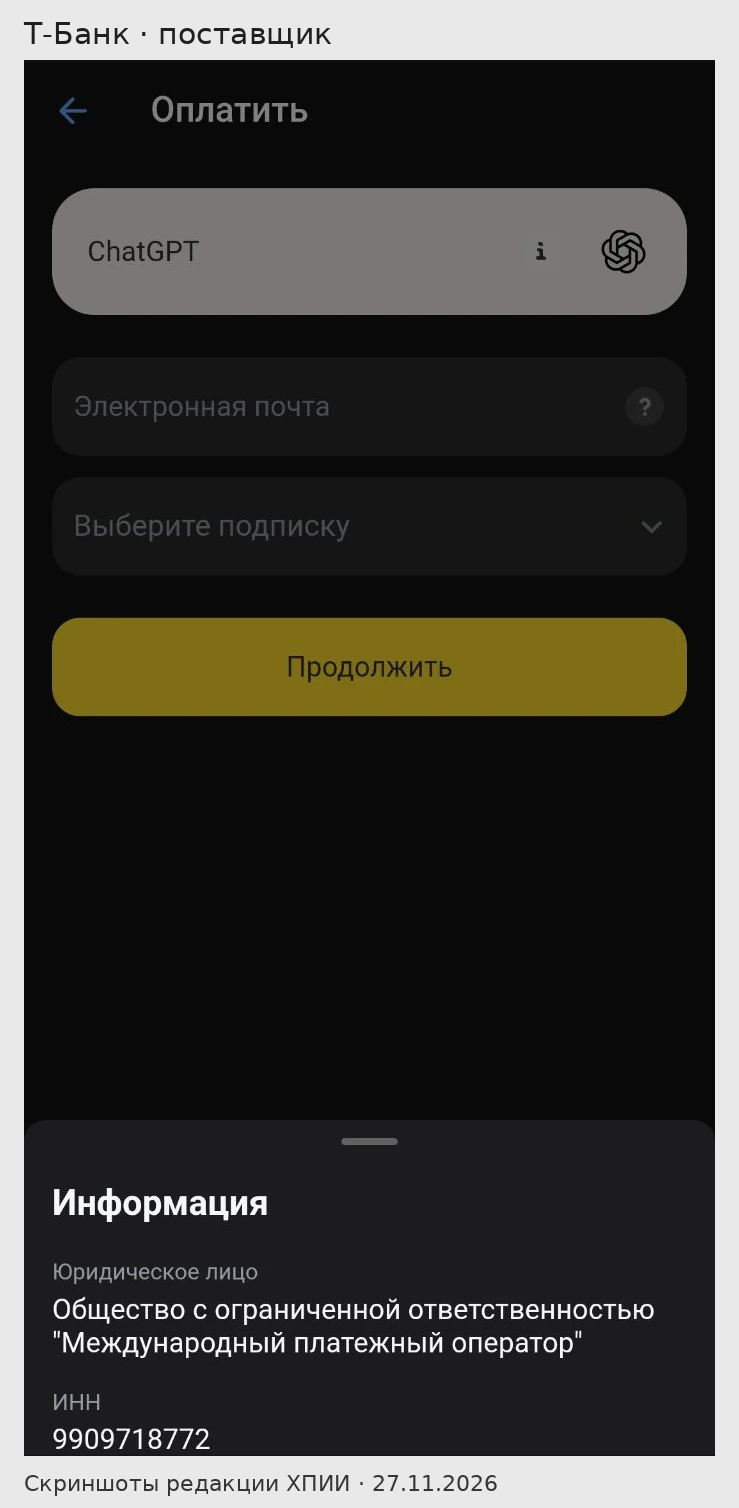 Т-Банк · поставщик
Оплатить
ChatGPT
i
Электронная почта
?
Выберите подписку
Продолжить
Информация
Юридическое лицо
Общество с ограниченной ответственностью
"Международный платежный оператор"
ИНН
9909718772
Скриншоты редакции ХПИИ · 27.11.2026